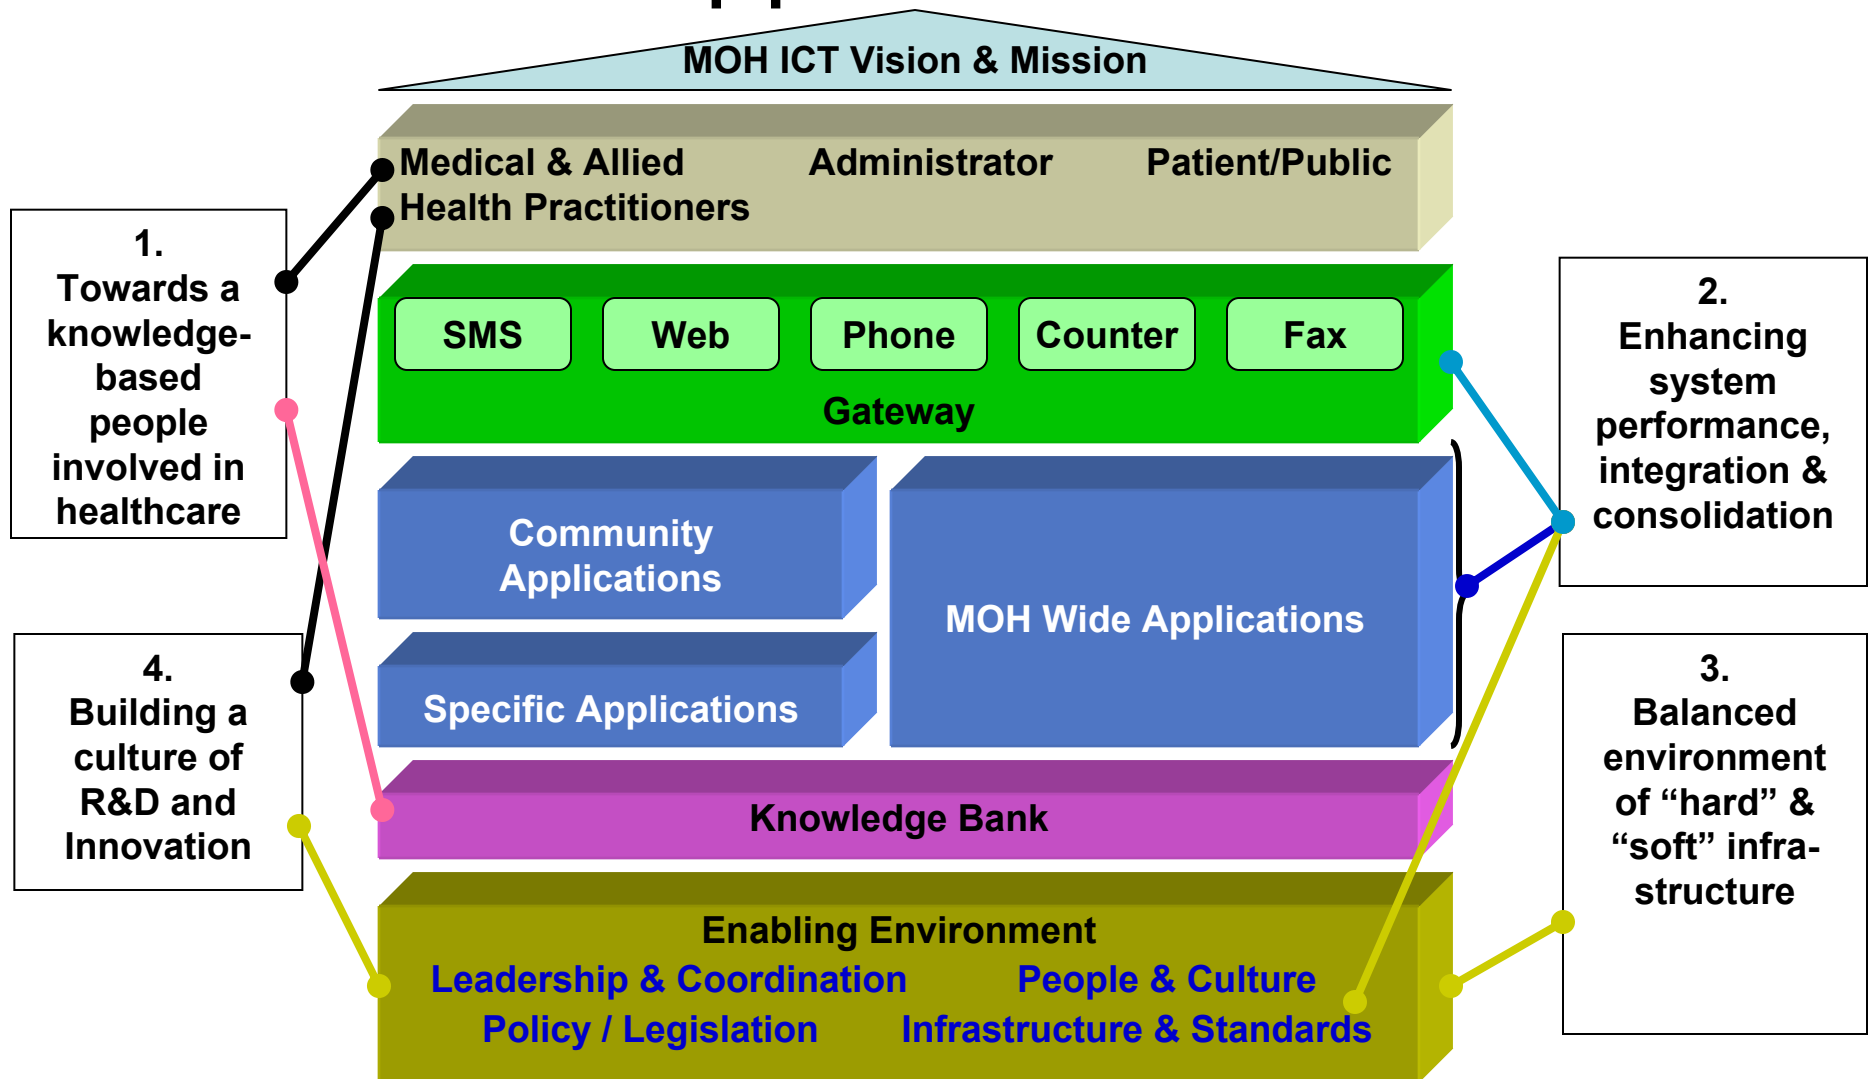 MOH ICT Vision & Mission
Medical & Allied
Health Practitioners
Administrator
Patient/Public
1.
Towards a
knowledge-
based
people
involved in
healthcare
SMS
Web
Phone
Counter
Fax
Gateway
2.
Enhancing
system
performance,
integration &
consolidation
Community
Applications
MOH Wide Applications
Specific Applications
4.
Building a
culture of
R&D and
Innovation
3.
Balanced
environment
of “hard” &
“soft” infra-
structure
Knowledge Bank
Enabling Environment
Leadership & Coordination
People & Culture
Policy / Legislation
Infrastructure & Standards